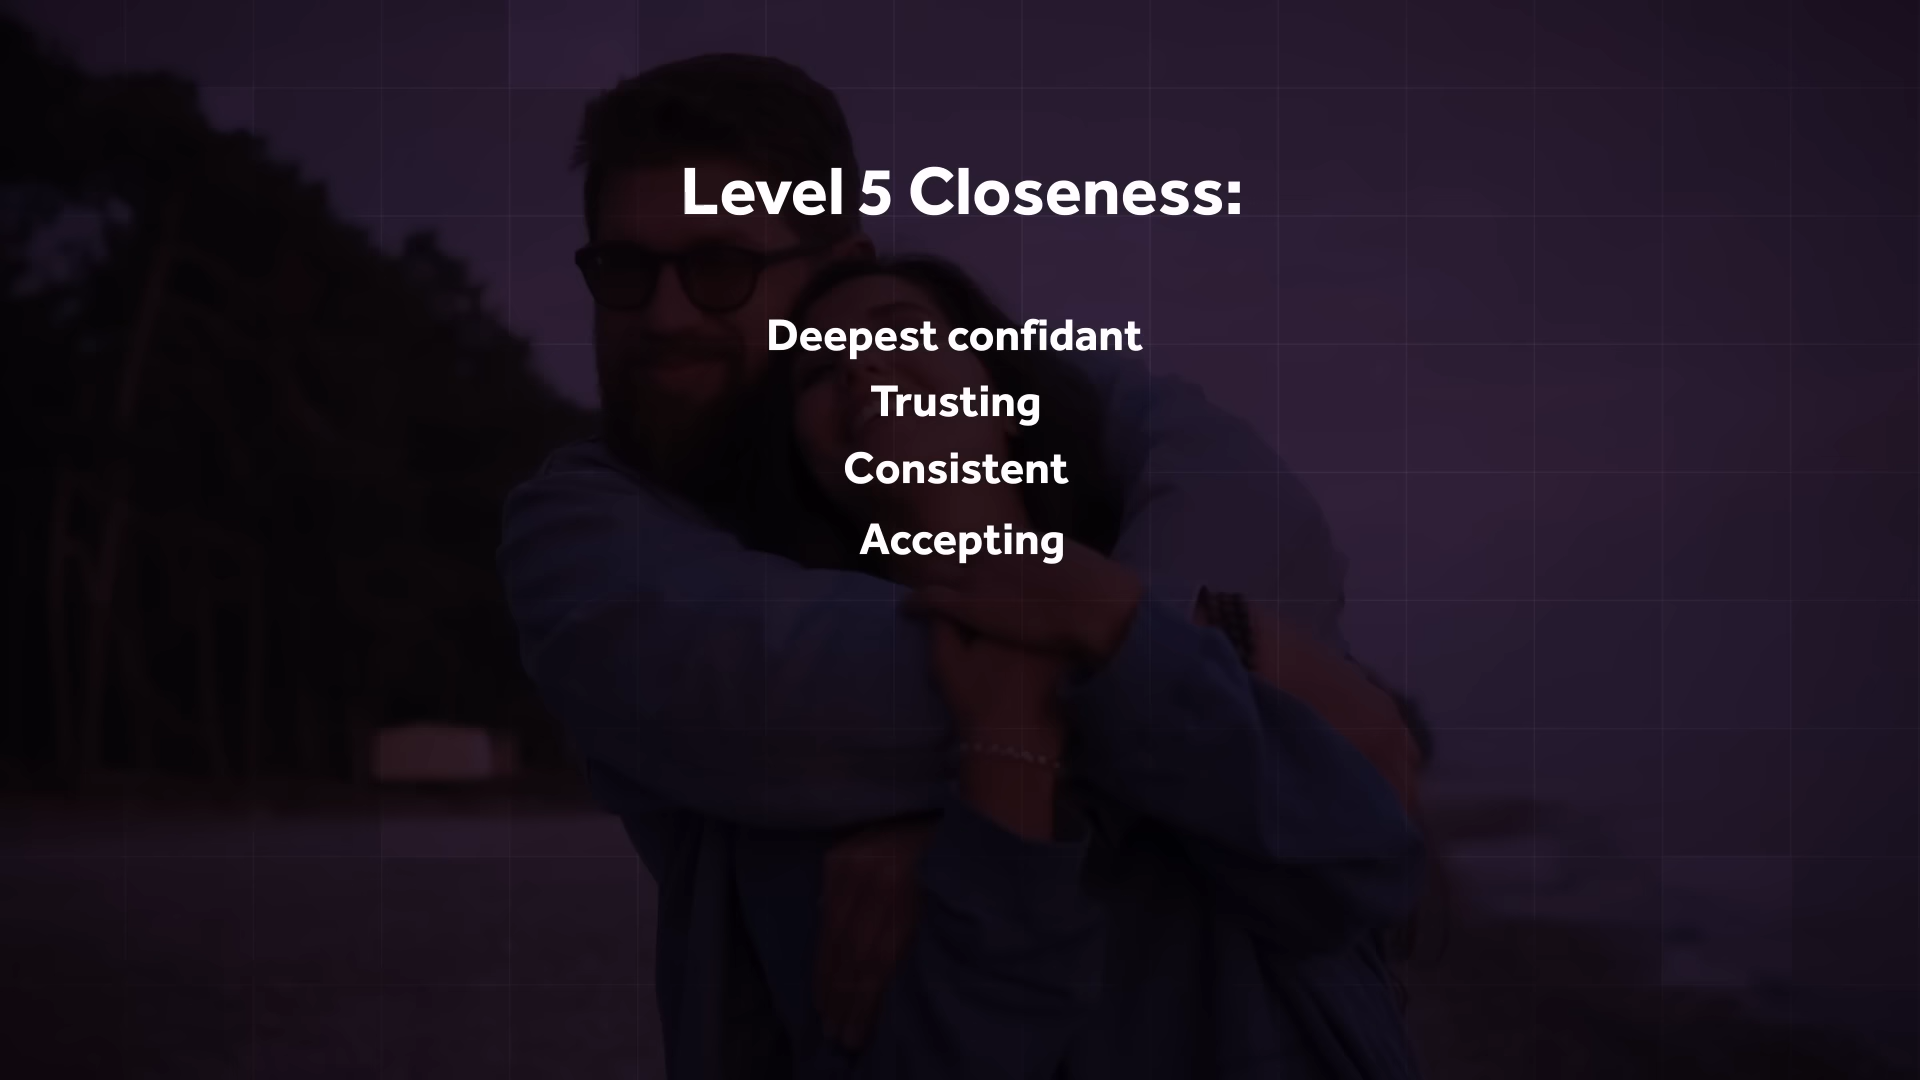 Level 5 Closeness:
Deepest confidant
Trusting
Consistent
Accepting